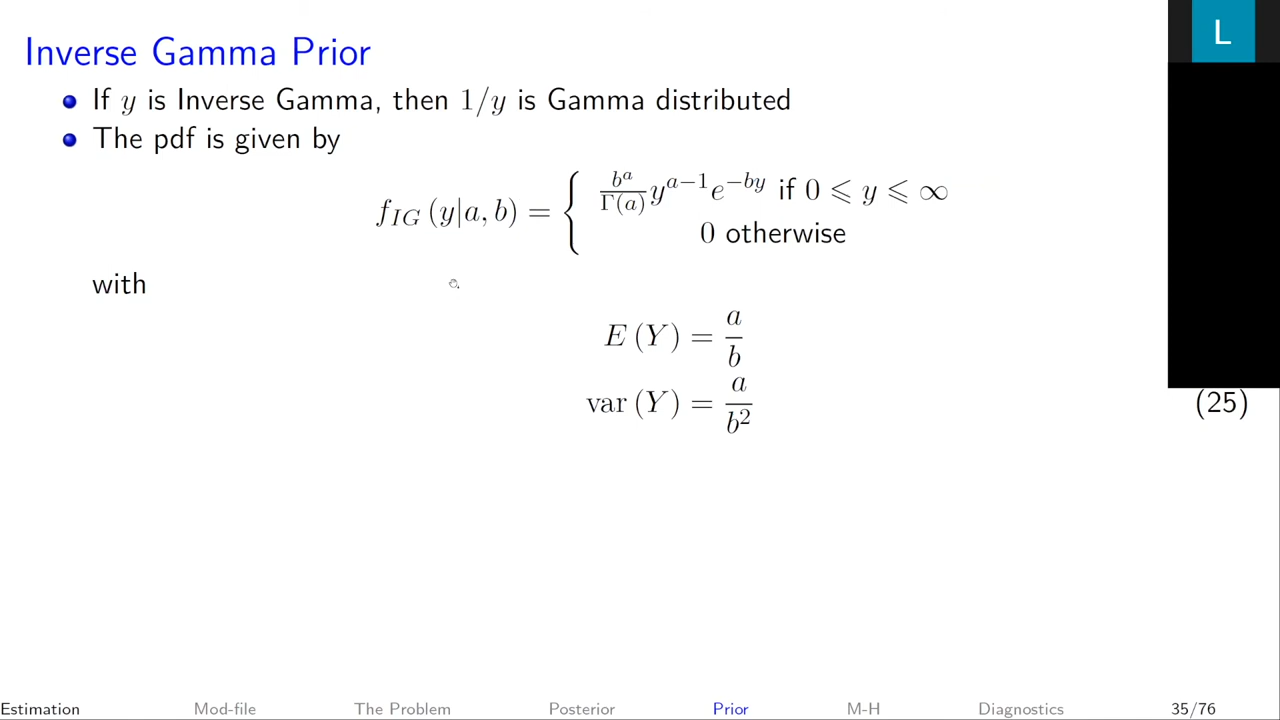 L
Inverse Gamma Prior
If y is Inverse Gamma, then 1/y is Gamma distributed
The pdf is given by
f_{IG} (y|a, b) = { \frac{b^a}{Γ(a)} y^{a−1} e^{−by} if 0 ⩽ y ⩽ ∞
0 otherwise
with
E (Y) = \frac{a}{b}
var (Y) = \frac{a}{b^2} (25)
Estimation Mod-file The Problem Posterior Prior M-H Diagnostics 35/76